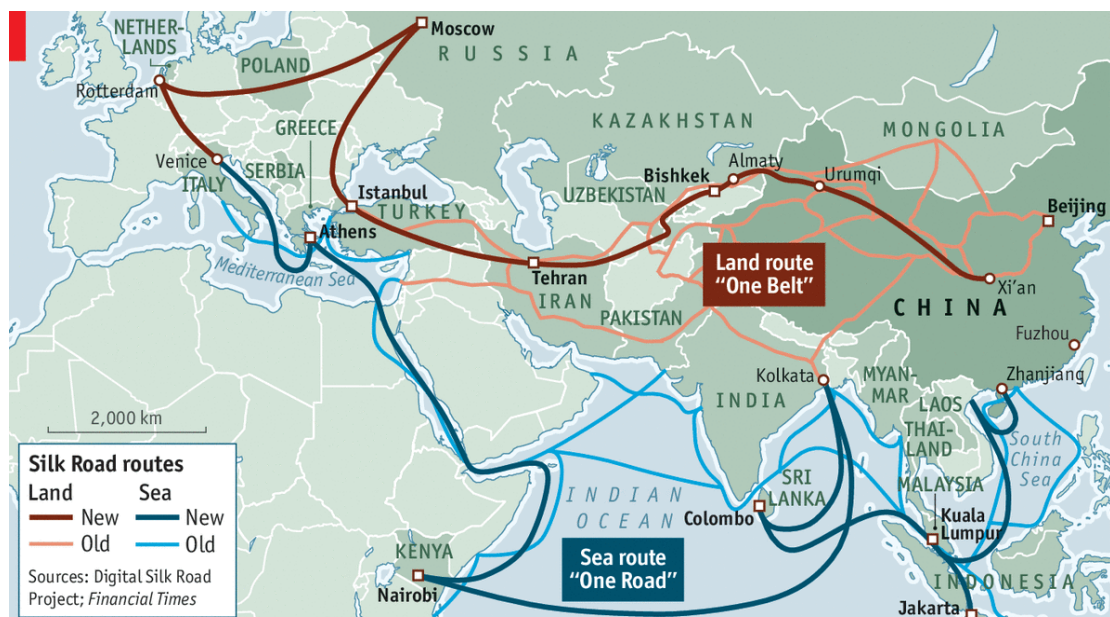 NETHER-
LANDS
Moscow
RUSSIA
POLAND
Rotterdam
GREECE
KAZAKHSTAN
MONGOLIA
Venice
ITALY
SERBIA
Bishkek
Almaty
Urumqi
Istanbul
TURKEY
UZBEKISTAN
Beijing
Athens
Mediterranean Sea
Tehran
IRAN
Land route
"One Belt"
Xi'an
CHINA
PAKISTAN
Fuzhou
Kolkata
MYAN-
MAR
Zhanjiang
INDIA
LAOS
THAI-
LAND
South
China
Sea
2,000 km
Silk Road routes
Land Sea
New New
Old Old
Sources: Digital Silk Road
Project; Financial Times
INDIAN
OCEAN
SRI
LANKA
MALAYSIA
Colombo
Kuala
Lumpur
KENYA
Nairobi
Sea route
"One Road"
INDONESIA
Jakarta